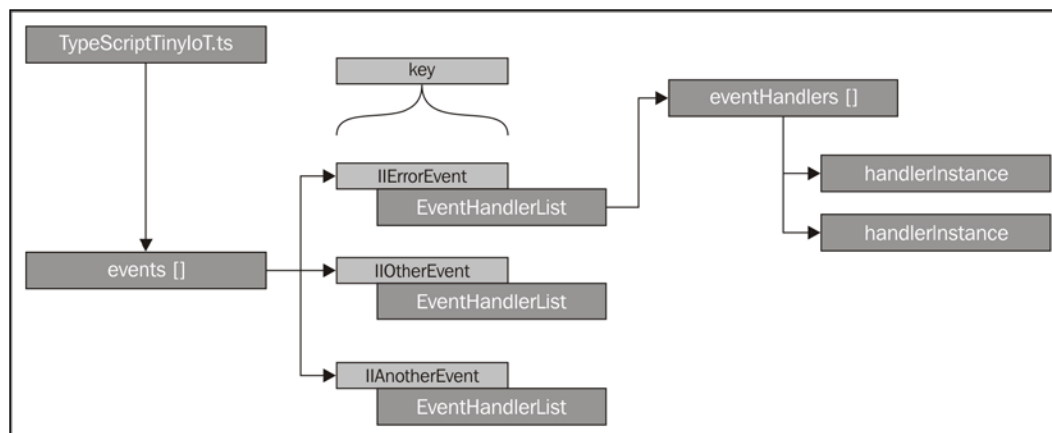 TypeScriptTinyIoT.ts
key
eventHandlers []
IIErrorEvent
EventHandlerList
handlerInstance
handlerInstance
events []
IIOtherEvent
EventHandlerList
IIAnotherEvent
EventHandlerList